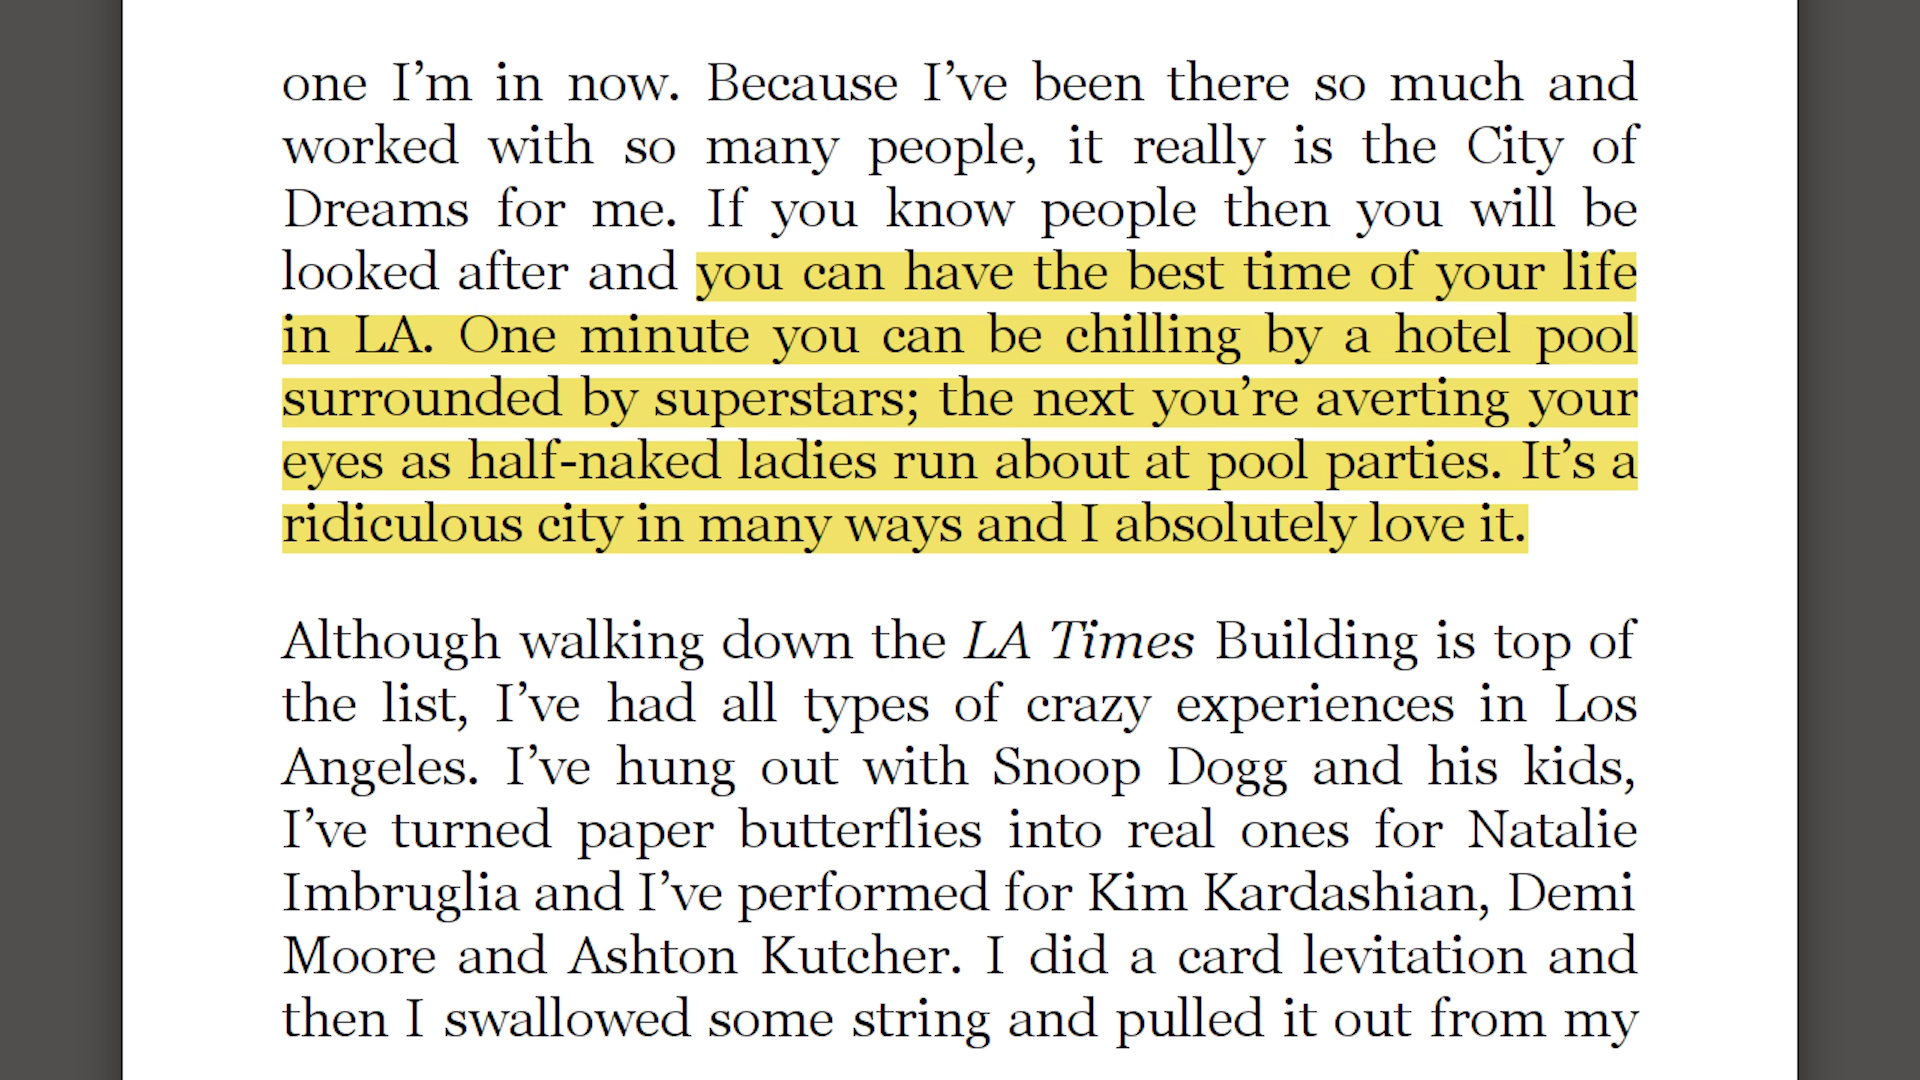 one I’m in now. Because I’ve been there so much and
worked with so many people, it really is the City of
Dreams for me. If you know people then you will be
looked after and you can have the best time of your life
in LA. One minute you can be chilling by a hotel pool
surrounded by superstars; the next you’re averting your
eyes as half-naked ladies run about at pool parties. It’s a
ridiculous city in many ways and I absolutely love it.
Although walking down the LA Times Building is top of
the list, I’ve had all types of crazy experiences in Los
Angeles. I’ve hung out with Snoop Dogg and his kids,
I’ve turned paper butterflies into real ones for Natalie
Imbruglia and I’ve performed for Kim Kardashian, Demi
Moore and Ashton Kutcher. I did a card levitation and
then I swallowed some string and pulled it out from my